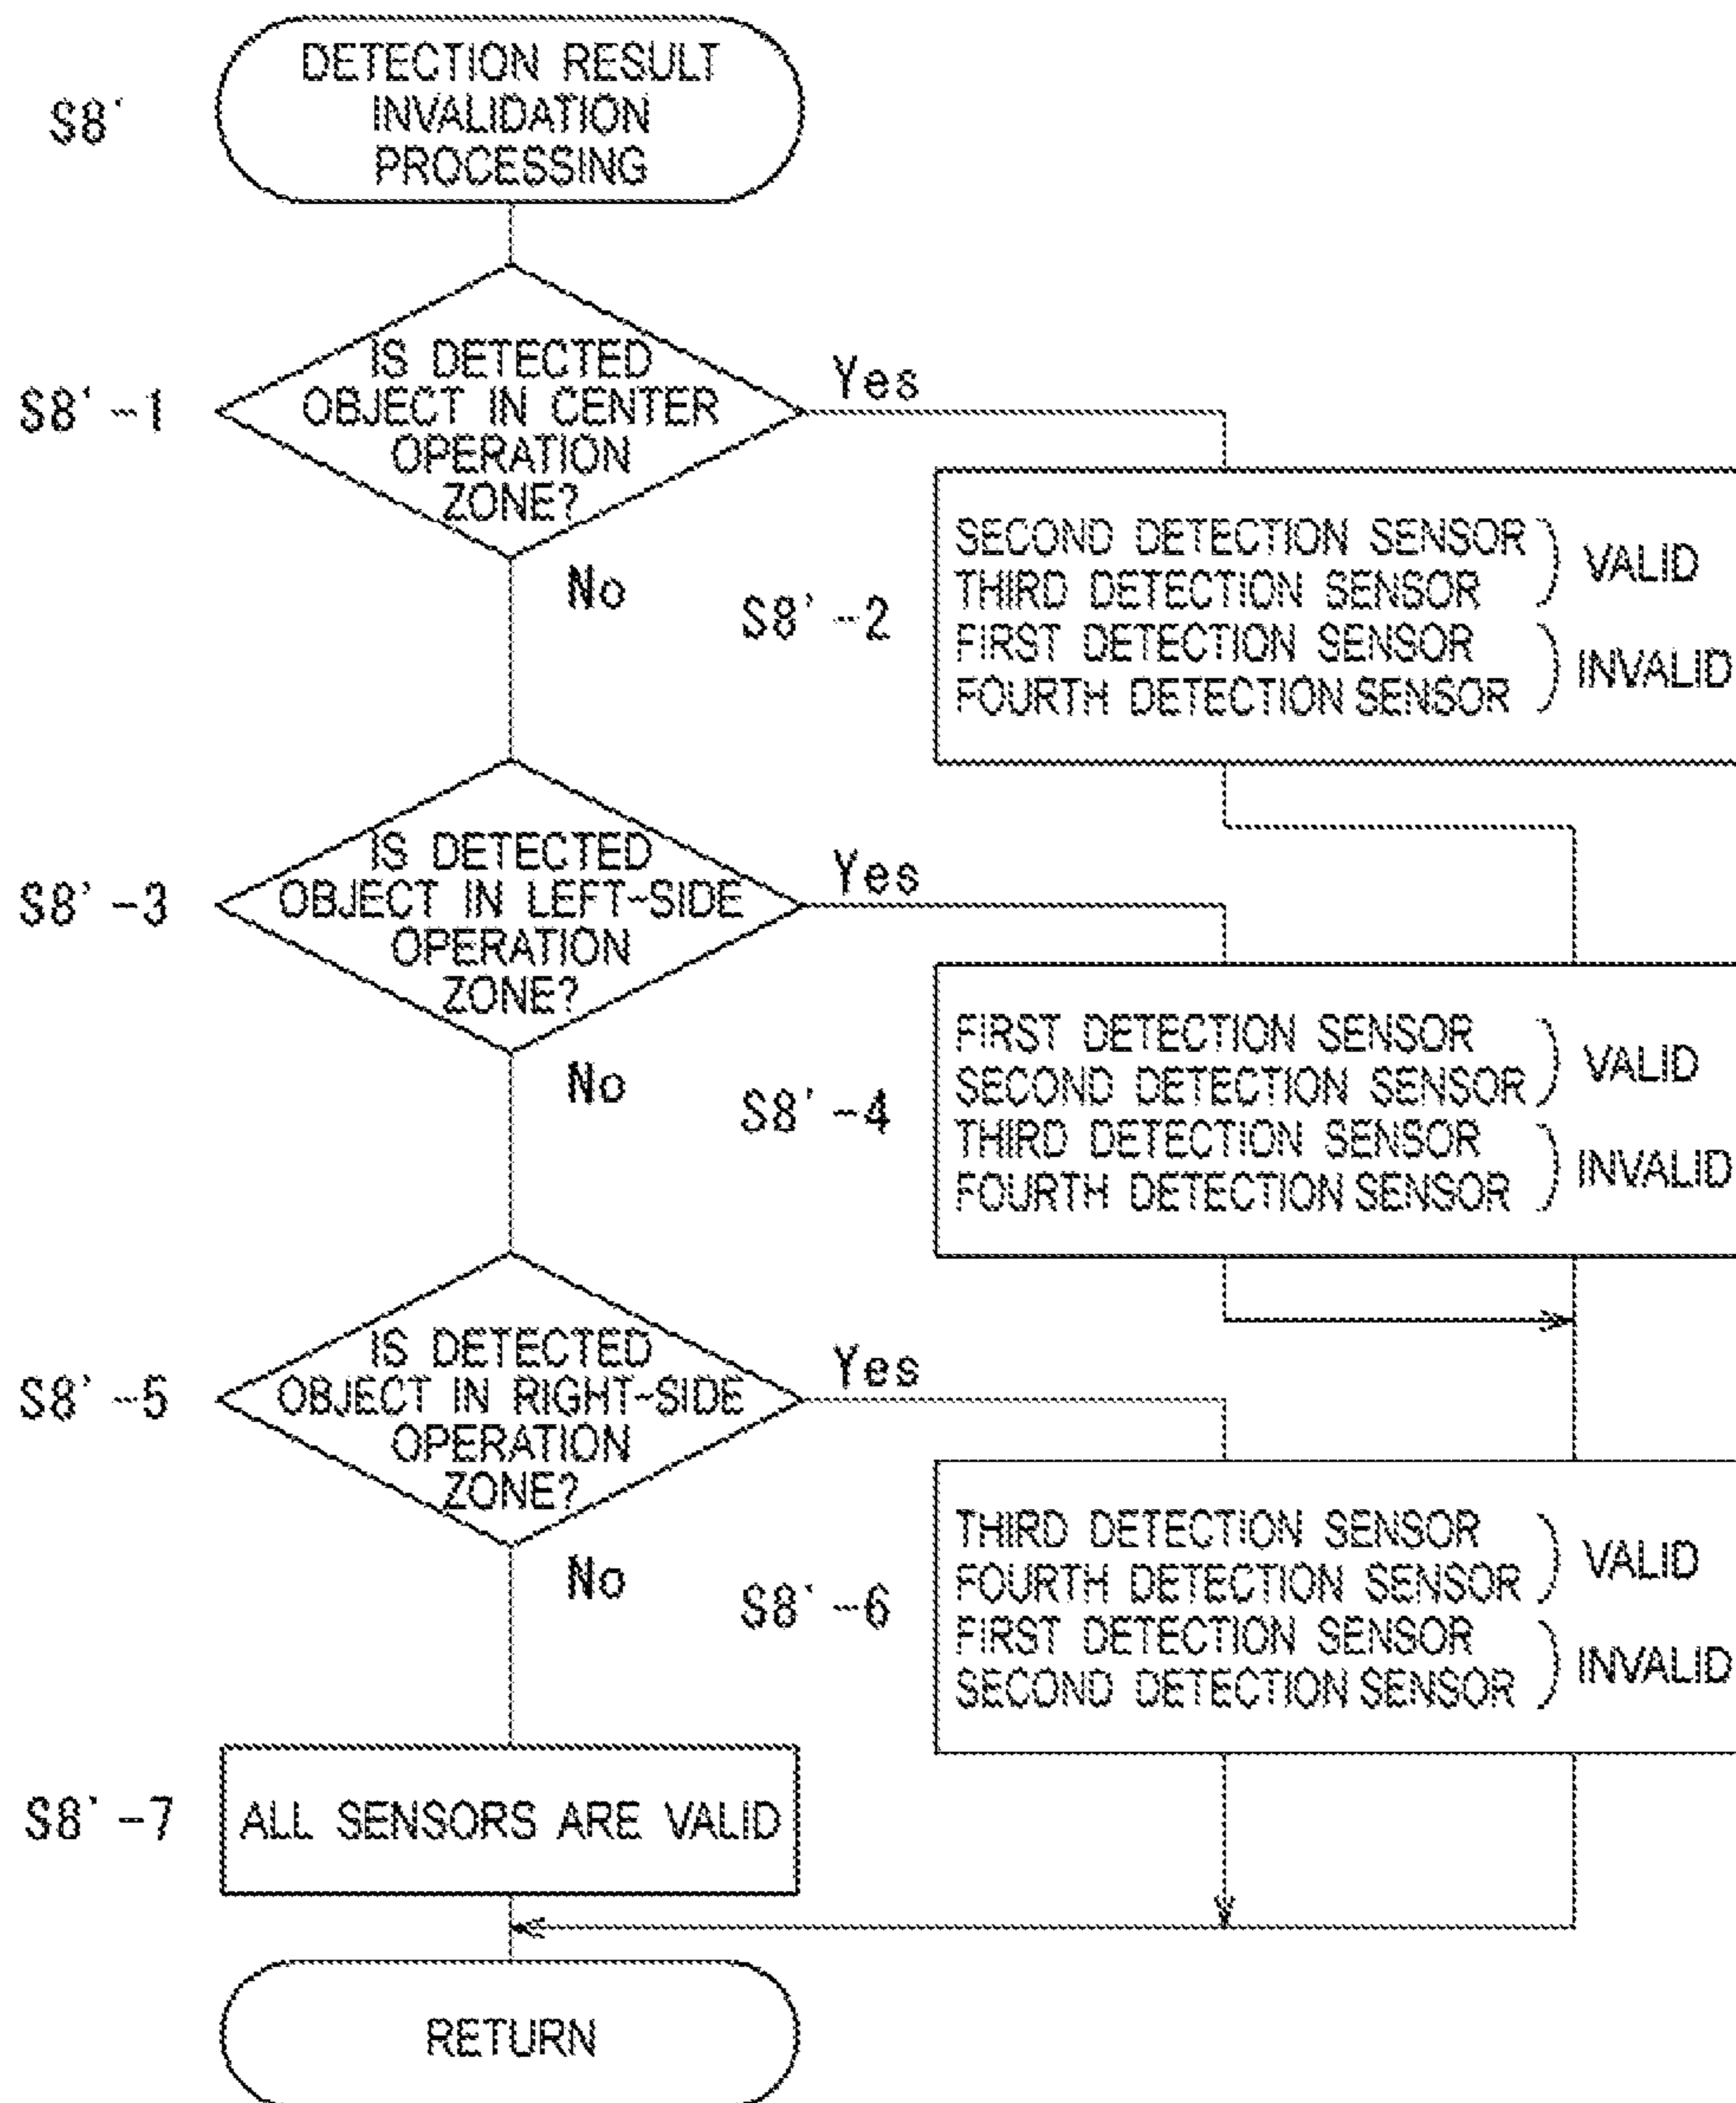 S8'
DETECTION RESULT
INVALIDATION
PROCESSING
S8'-1
IS DETECTED
OBJECT IN CENTER
OPERATION
ZONE?
Yes
No
S8'-2
SECOND DETECTION SENSOR
THIRD DETECTION SENSOR
VALID
FIRST DETECTION SENSOR
FOURTH DETECTION SENSOR
INVALID
S8'-3
IS DETECTED
OBJECT IN LEFT-SIDE
OPERATION
ZONE?
Yes
No
S8'-4
FIRST DETECTION SENSOR
SECOND DETECTION SENSOR
VALID
THIRD DETECTION SENSOR
FOURTH DETECTION SENSOR
INVALID
S8'-5
IS DETECTED
OBJECT IN RIGHT-SIDE
OPERATION
ZONE?
Yes
No
S8'-6
THIRD DETECTION SENSOR
FOURTH DETECTION SENSOR
VALID
FIRST DETECTION SENSOR
SECOND DETECTION SENSOR
INVALID
S8'-7
ALL SENSORS ARE VALID
RETURN